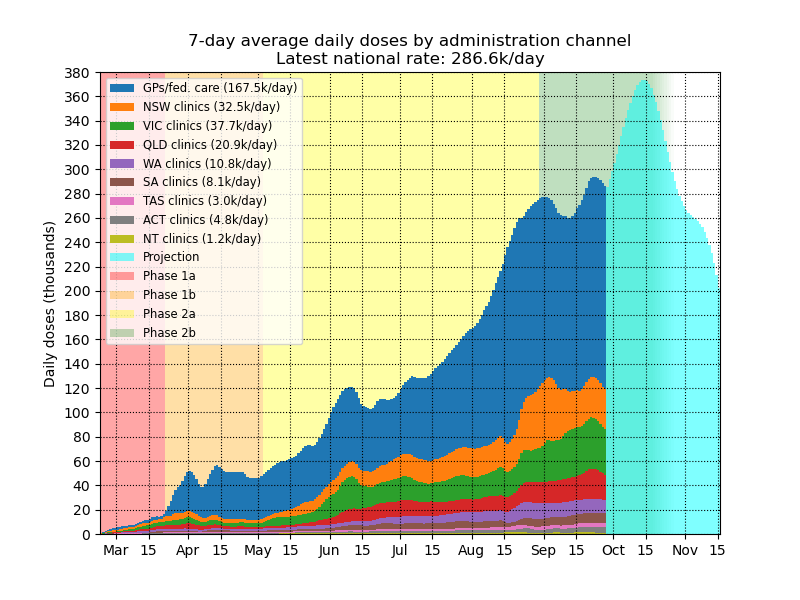 7-day average daily doses by administration channel
Latest national rate: 286.6k/day
Daily doses (thousands)
380
360
340
320
300
280
260
240
220
200
180
160
140
120
100
80
60
40
20
0
GPs/fed. care (167.5k/day)
NSW clinics (32.5k/day)
VIC clinics (37.7k/day)
QLD clinics (20.9k/day)
WA clinics (10.8k/day)
SA clinics (8.1k/day)
TAS clinics (3.0k/day)
ACT clinics (4.8k/day)
NT clinics (1.2k/day)
Projection
Phase 1a
Phase 1b
Phase 2a
Phase 2b
Mar 15 Apr 15 May 15 Jun 15 Jul 15 Aug 15 Sep 15 Oct 15 Nov 15